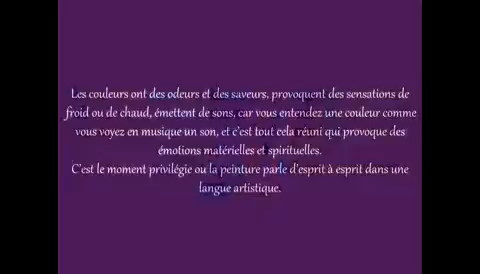 Les couleurs ont des odeurs et des saveurs, provoquent des sensations de
froid ou de chaud, émettent de sons, car vous entendez une couleur comme
vous voyez en musique un son, et c'est tout cela réuni qui provoque des
émotions matérielles et spirituelles.
C'est le moment privilégie ou la peinture parle d'esprit à esprit dans une
langue artistique.